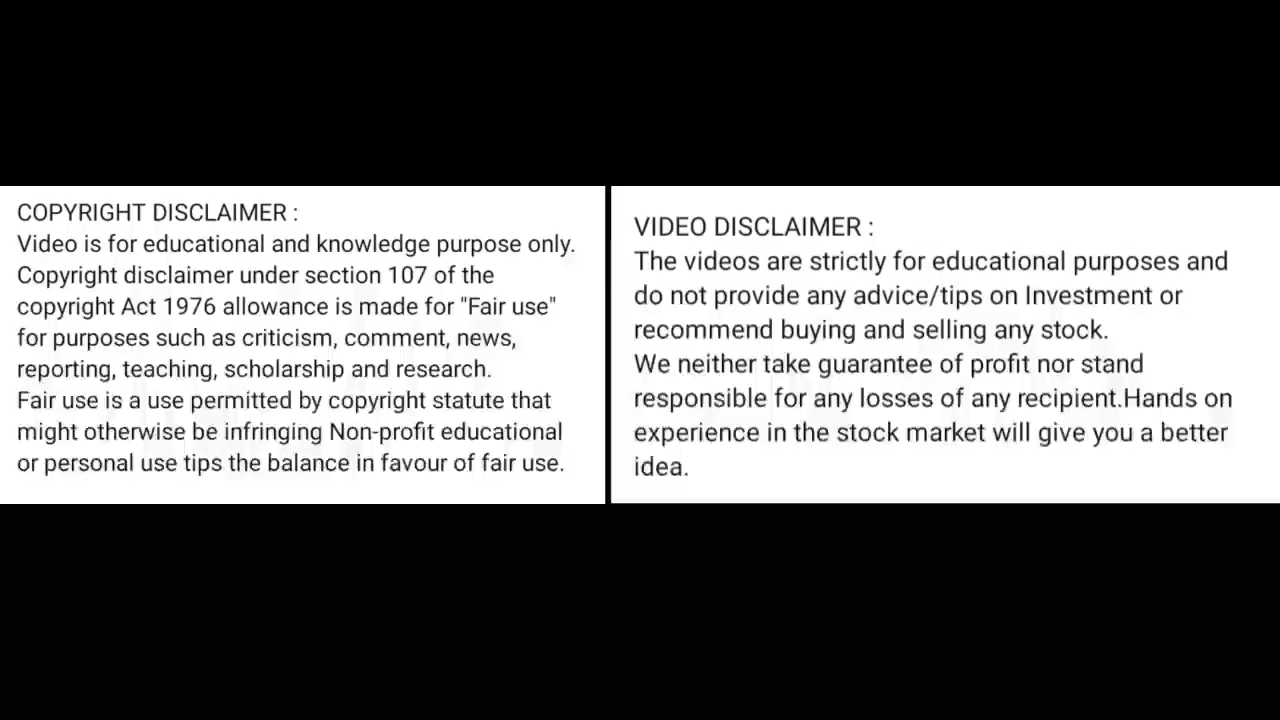 COPYRIGHT DISCLAIMER :
Video is for educational and knowledge purpose only.
Copyright disclaimer under section 107 of the
copyright Act 1976 allowance is made for "Fair use"
for purposes such as criticism, comment, news,
reporting, teaching, scholarship and research.
Fair use is a use permitted by copyright statute that
might otherwise be infringing Non-profit educational
or personal use tips the balance in favour of fair use.
VIDEO DISCLAIMER :
The videos are strictly for educational purposes and
do not provide any advice/tips on Investment or
recommend buying and selling any stock.
We neither take guarantee of profit nor stand
responsible for any losses of any recipient.Hands on
experience in the stock market will give you a better
idea.